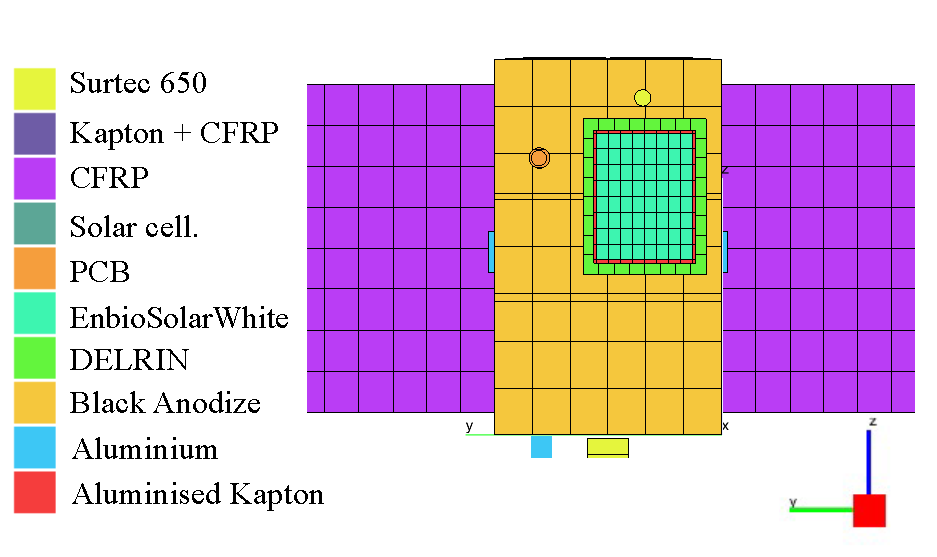 Surtec 650
Kapton + CFRP
CFRP
Solar cell.
PCB
EnbioSolarWhite
DELRIN
Black Anodize
Aluminium
Aluminised Kapton
z
y
x
z
y